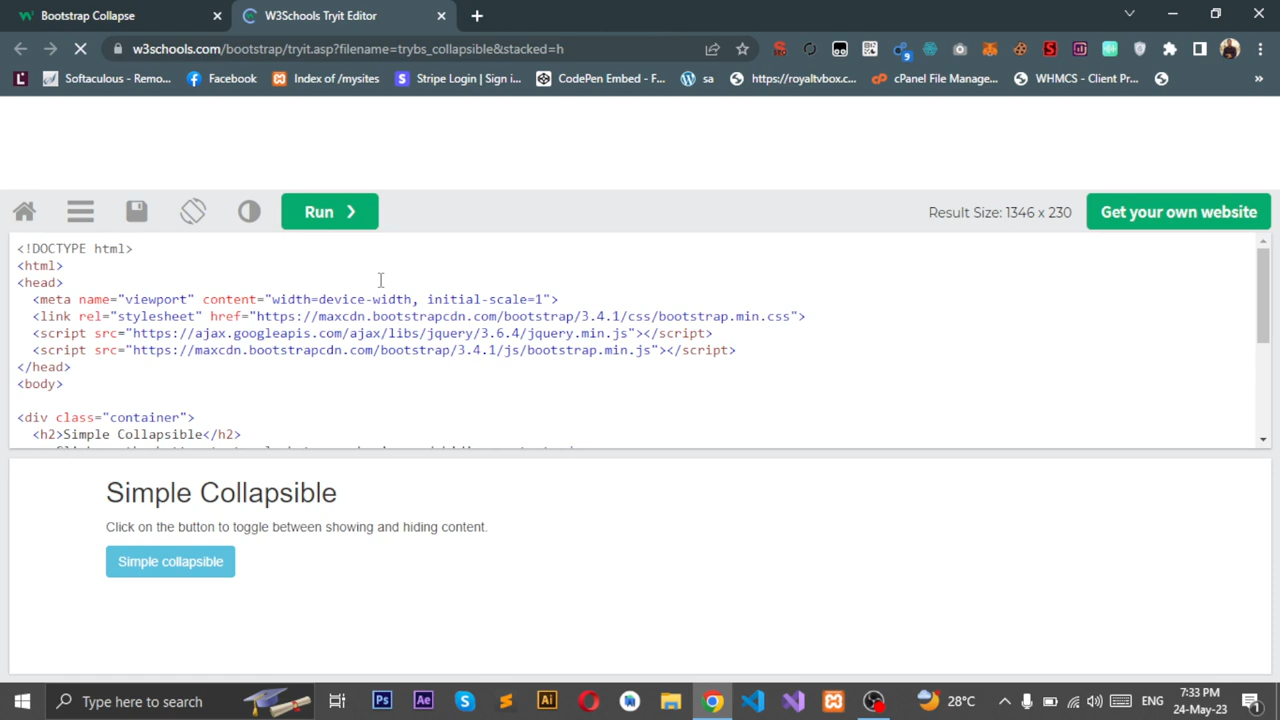 Bootstrap Collapse
W3Schools Tryit Editor
w3schools.com/bootstrap/tryit.asp?filename=trybs_collapsible&stacked=h
9
Softaculous - Remo...
Facebook
Index of /mysites
Stripe Login | Sign i...
CodePen Embed - F...
sa
https://royaltvbox.c...
cPanel File Manage...
WHMCS - Client Pr...
»
Run ❯
Result Size: 1346 x 230
Get your own website
<!DOCTYPE html>
<html>
<head>
<meta name="viewport" content="width=device-width, initial-scale=1">
<link rel="stylesheet" href="https://maxcdn.bootstrapcdn.com/bootstrap/3.4.1/css/bootstrap.min.css">
<script src="https://ajax.googleapis.com/ajax/libs/jquery/3.6.4/jquery.min.js"></script>
<script src="https://maxcdn.bootstrapcdn.com/bootstrap/3.4.1/js/bootstrap.min.js"></script>
</head>
<body>
<div class="container">
<h2>Simple Collapsible</h2>
Simple Collapsible
Click on the button to toggle between showing and hiding content.
Simple collapsible
Type here to search
Ps
Ae
Ai
28°C
ENG
7:33 PM
24-May-23
1